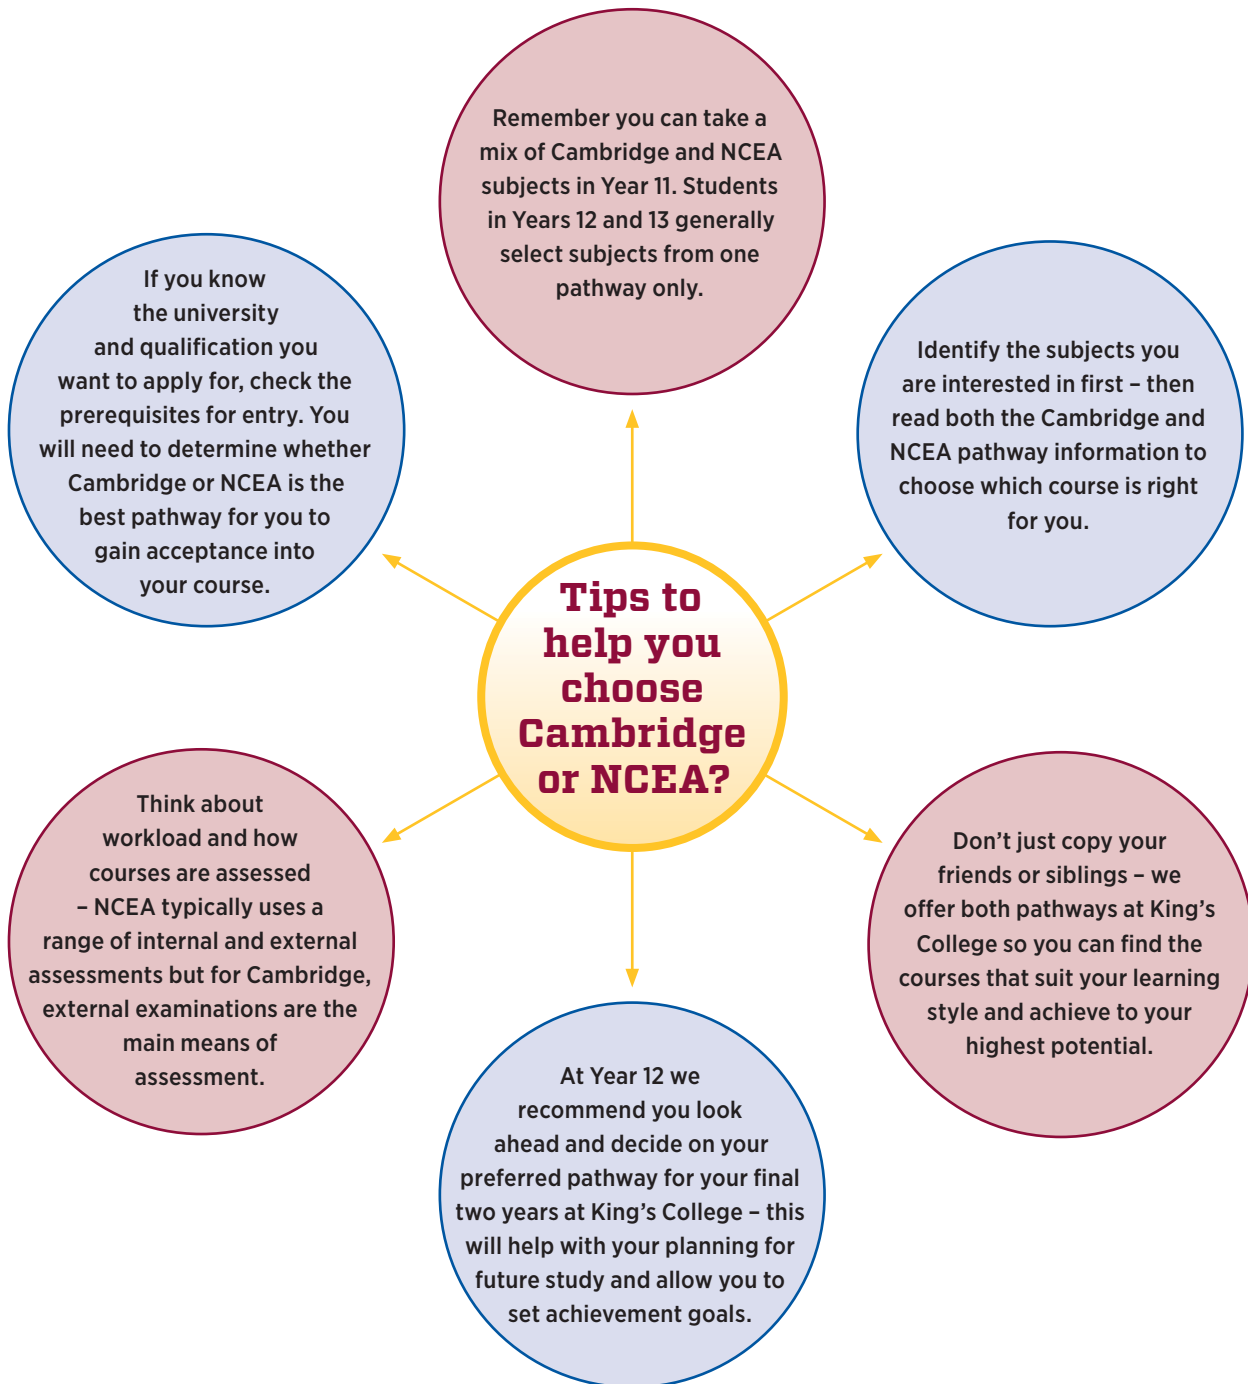 Remember you can take a
mix of Cambridge and NCEA
subjects in Year 11. Students
in Years 12 and 13 generally
select subjects from one
pathway only.
If you know
the university
and qualification you
want to apply for, check the
prerequisites for entry. You
will need to determine whether
Cambridge or NCEA is the
best pathway for you to
gain acceptance into
your course.
Identify the subjects you
are interested in first – then
read both the Cambridge and
NCEA pathway information to
choose which course is right
for you.
Tips to
help you
choose
Cambridge
or NCEA?
Think about
workload and how
courses are assessed
– NCEA typically uses a
range of internal and external
assessments but for Cambridge,
external examinations are the
main means of
assessment.
Don’t just copy your
friends or siblings – we
offer both pathways at King’s
College so you can find the
courses that suit your learning
style and achieve to your
highest potential.
At Year 12 we
recommend you look
ahead and decide on your
preferred pathway for your final
two years at King’s College – this
will help with your planning for
future study and allow you to
set achievement goals.